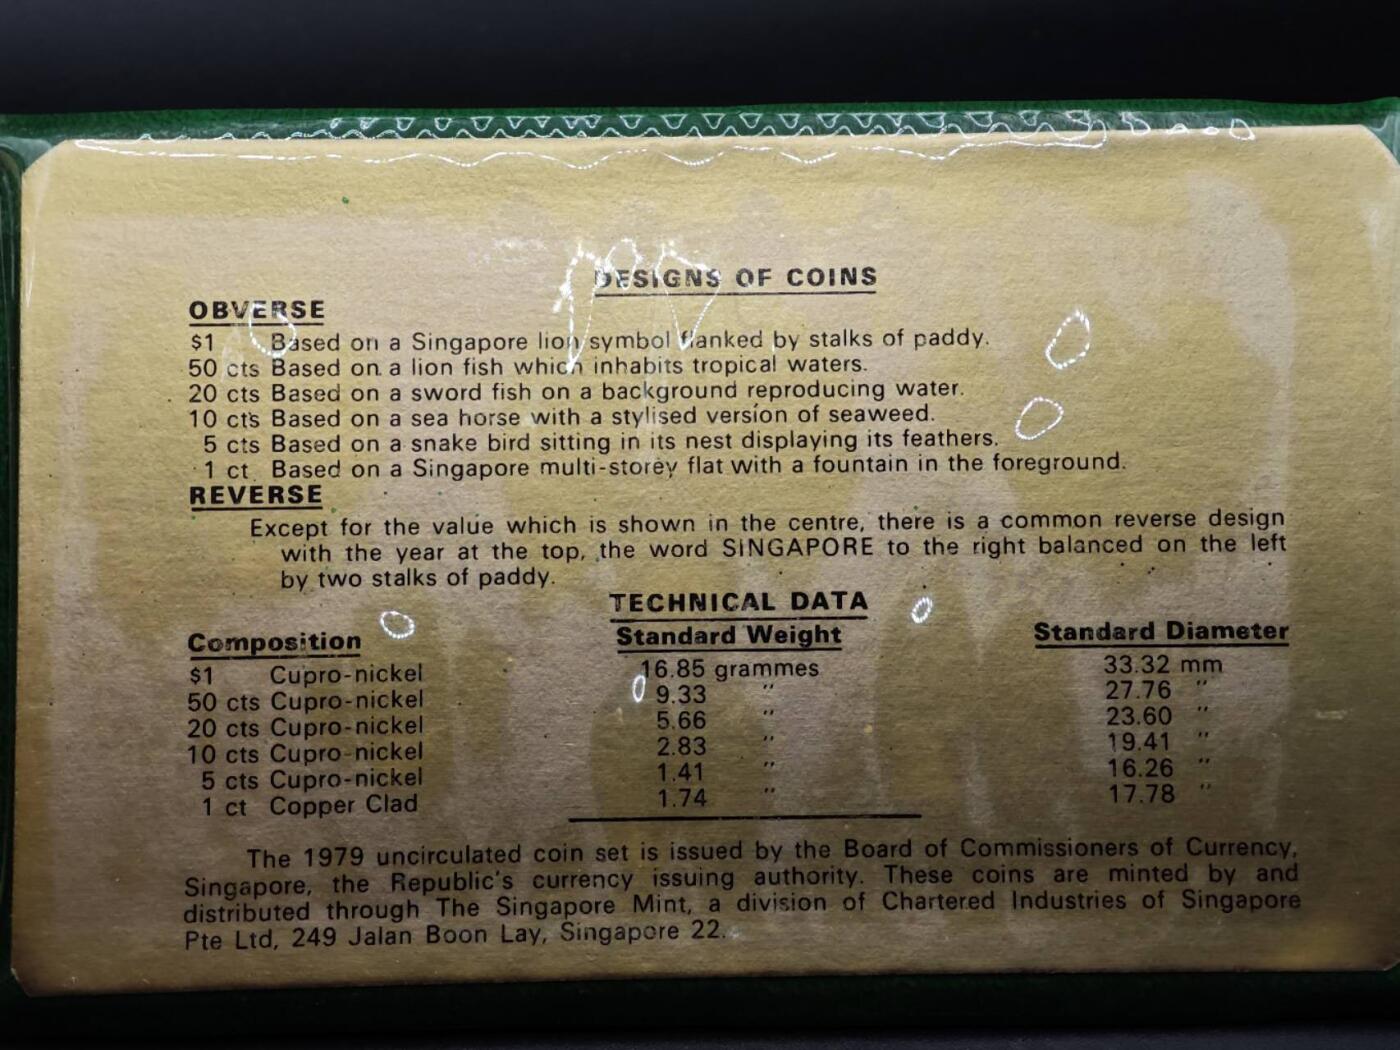 DESIGNS OF COINS
OBVERSE
$1 Based on a Singapore lion symbol flanked by stalks of paddy.
50 cts Based on a lion fish which inhabits tropical waters.
20 cts Based on a sword fish on a background reproducing water.
10 cts Based on a sea horse with a stylised version of seaweed.
5 cts Based on a snake bird sitting in its nest displaying its feathers.
1 ct Based on a Singapore multi-storey flat with a fountain in the foreground.
REVERSE
Except for the value which is shown in the centre, there is a common reverse design
with the year at the top, the word SINGAPORE to the right balanced on the left
by two stalks of paddy.
TECHNICAL DATA
Composition Standard Weight Standard Diameter
$1 Cupro-nickel 16.85 grammes 33.32 mm
50 cts Cupro-nickel 9.33 " 27.76 "
20 cts Cupro-nickel 5.66 " 23.60 "
10 cts Cupro-nickel 2.83 " 19.41 "
5 cts Cupro-nickel 1.41 " 16.26 "
1 ct Copper Clad 1.74 " 17.78 "
The 1979 uncirculated coin set is issued by the Board of Commissioners of Currency,
Singapore, the Republic's currency issuing authority. These coins are minted by and
distributed through The Singapore Mint, a division of Chartered Industries of Singapore
Pte Ltd, 249 Jalan Boon Lay, Singapore 22.